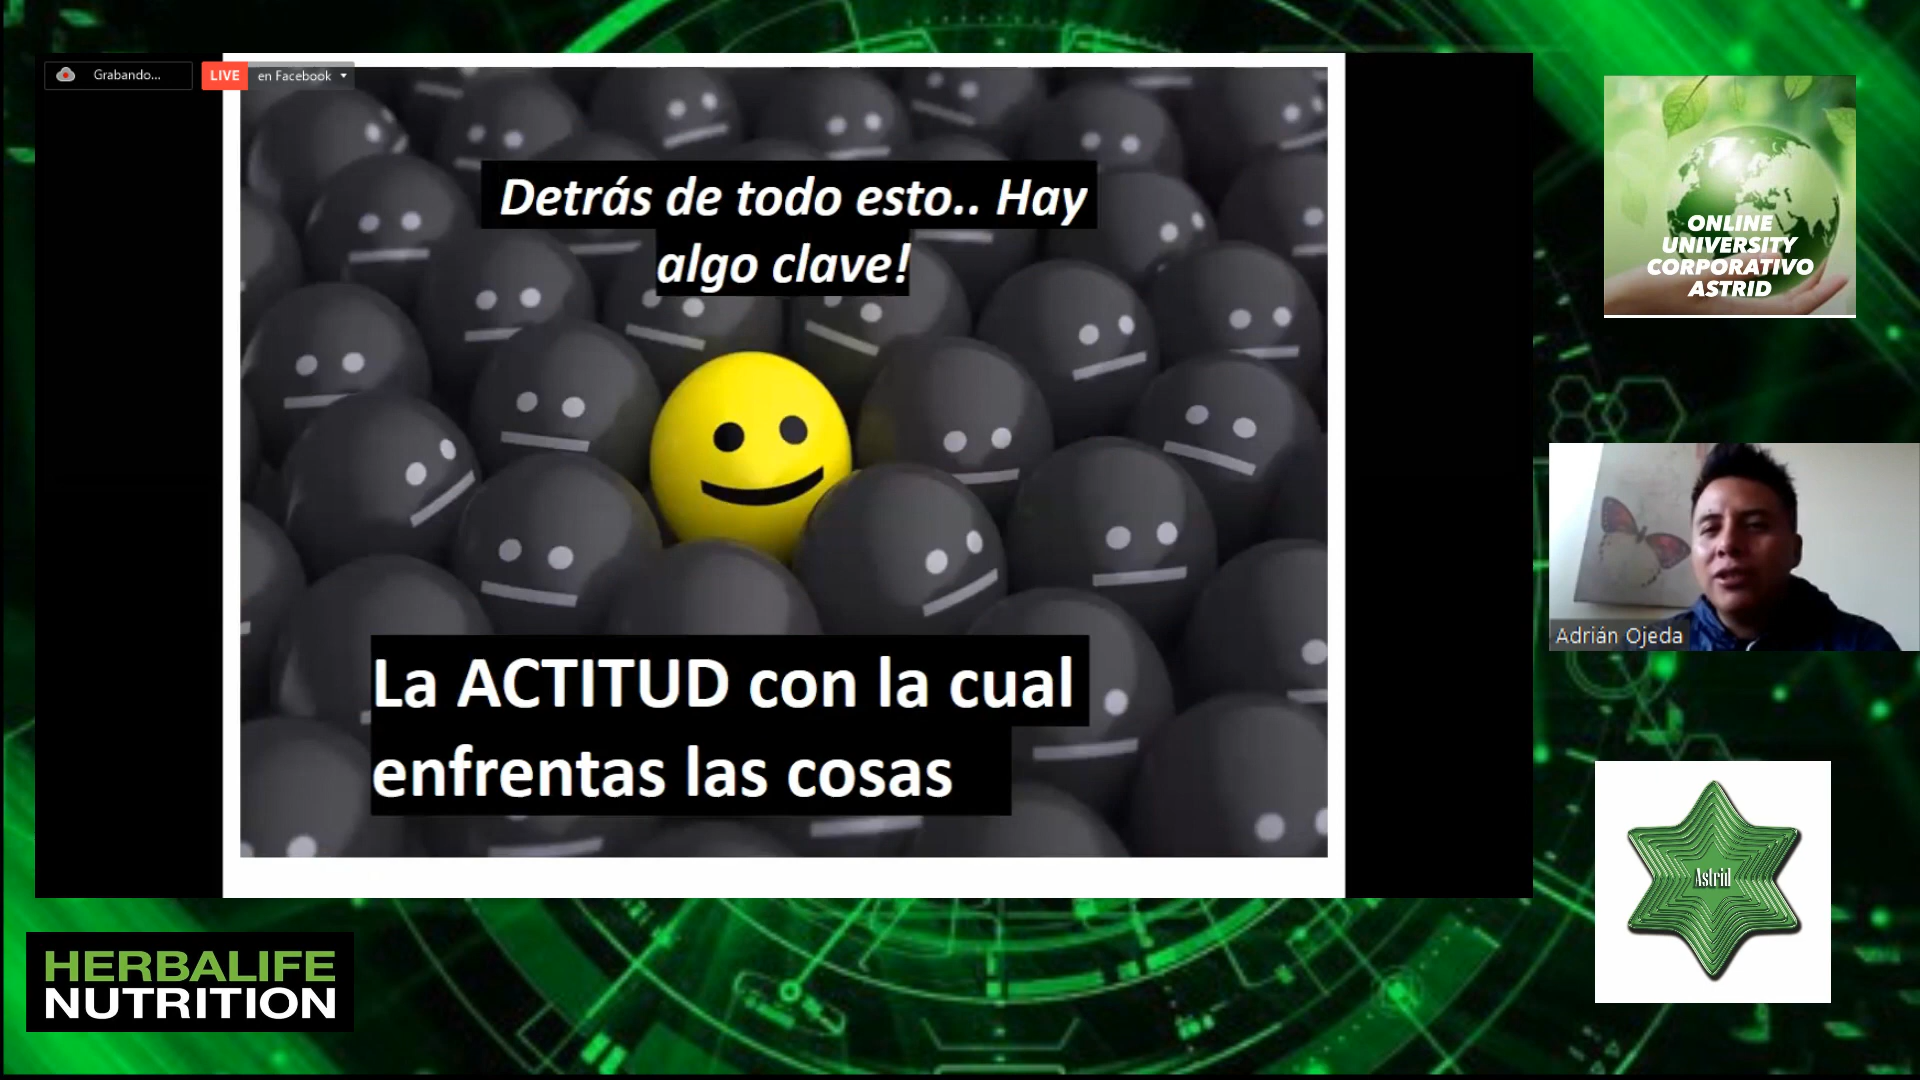 Grabando...
LIVE en Facebook
Detrás de todo esto.. Hay
algo clave!
La ACTITUD con la cual
enfrentas las cosas
ONLINE
UNIVERSITY
CORPORATIVO
ASTRID
Adrián Ojeda
Astrid
HERBALIFE
NUTRITION